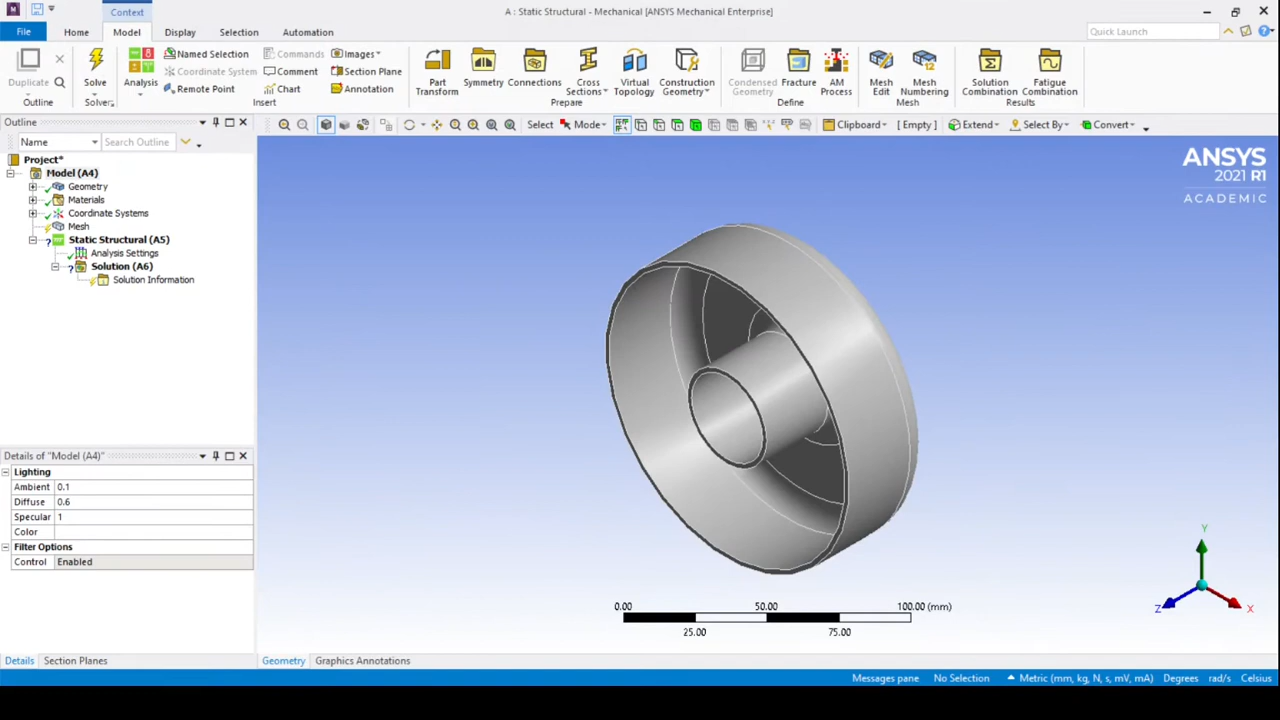 Context
A : Static Structural - Mechanical [ANSYS Mechanical Enterprise]
File Home Model Display Selection Automation Quick Launch
Duplicate
Outline
Solve
Solver
Analysis
Named Selection
Coordinate System
Remote Point
Commands
Comment
Chart
Images
Section Plane
Annotation
Insert
Part Transform
Symmetry
Connections
Cross Sections
Virtual Topology
Construction Geometry
Prepare
Condensed Geometry
Fracture
AM Process
Define
Mesh Edit
Mesh Numbering
Mesh
Solution Combination
Fatigue Combination
Results
Outline
Select Mode Clipboard [ Empty ] Extend Select By Convert
Name Search Outline
Project*
Model (A4)
Geometry
Materials
Coordinate Systems
Mesh
Static Structural (A5)
Analysis Settings
Solution (A6)
Solution Information
ANSYS
2021 R1
ACADEMIC
Details of "Model (A4)"
Lighting
Ambient 0.1
Diffuse 0.6
Specular 1
Color
Filter Options
Control Enabled
0.00 50.00 100.00 (mm)
25.00 75.00
Y
Z X
Details Section Planes Geometry Graphics Annotations
Messages pane No Selection Metric (mm, kg, N, s, mV, mA) Degrees rad/s Celsius